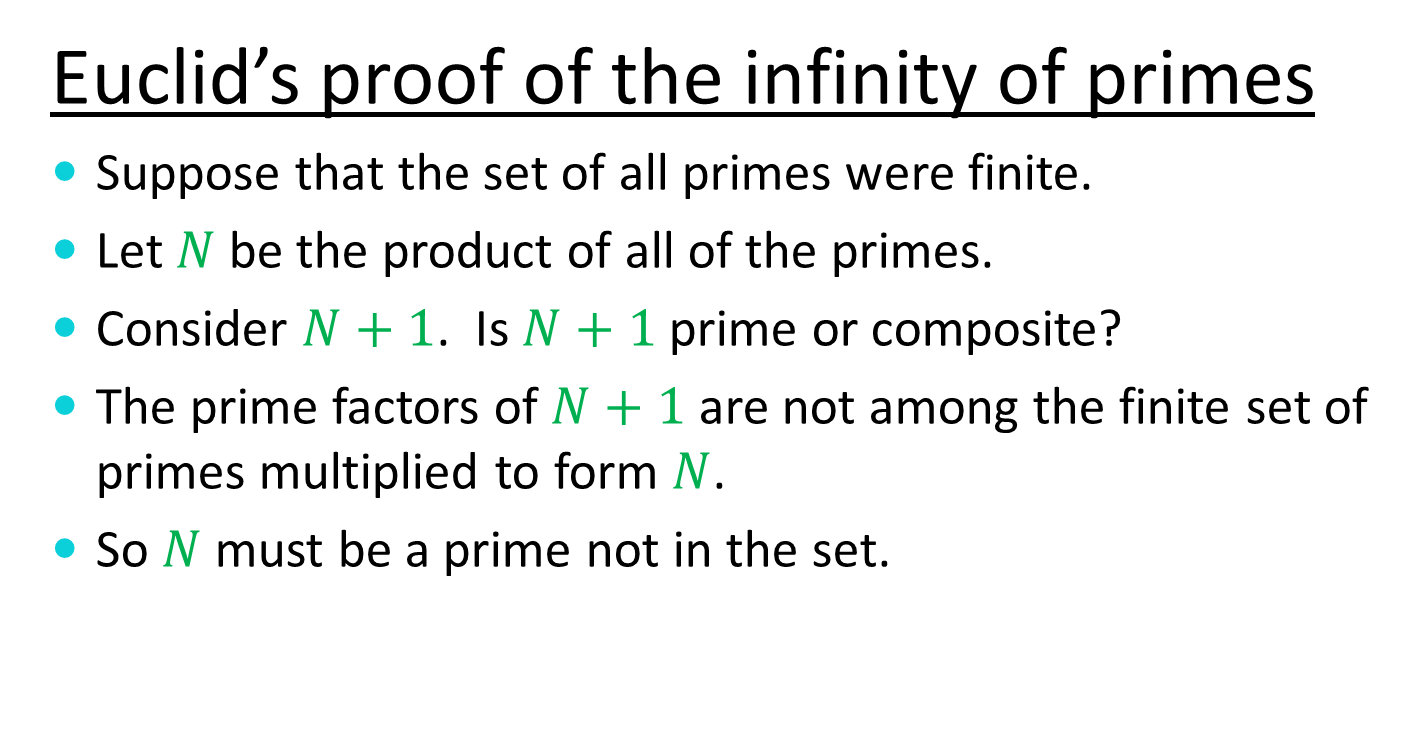 Euclid’s proof of the infinity of primes
• Suppose that the set of all primes were finite.
• Let N be the product of all of the primes.
• Consider N + 1. Is N + 1 prime or composite?
• The prime factors of N + 1 are not among the finite set of
primes multiplied to form N.
• So N must be a prime not in the set.